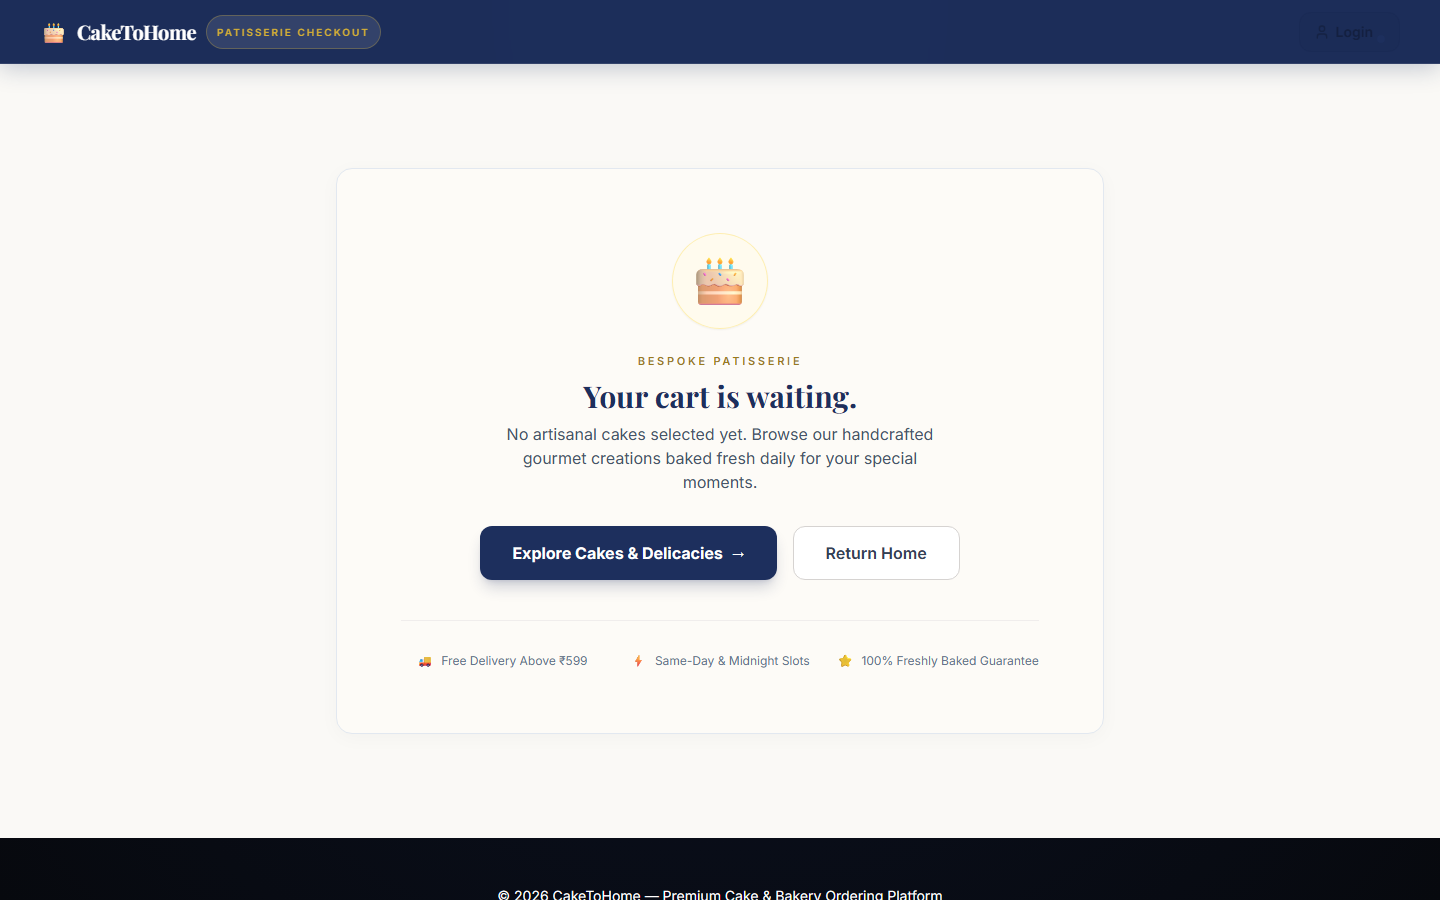 CakeToHome
PATISSERIE CHECKOUT
Login
BESPOKE PATISSERIE
Your cart is waiting.
No artisanal cakes selected yet. Browse our handcrafted
gourmet creations baked fresh daily for your special
moments.
Explore Cakes & Delicacies →
Return Home
Free Delivery Above ₹599
Same-Day & Midnight Slots
100% Freshly Baked Guarantee
© 2026 CakeToHome — Premium Cake & Bakery Ordering Platform